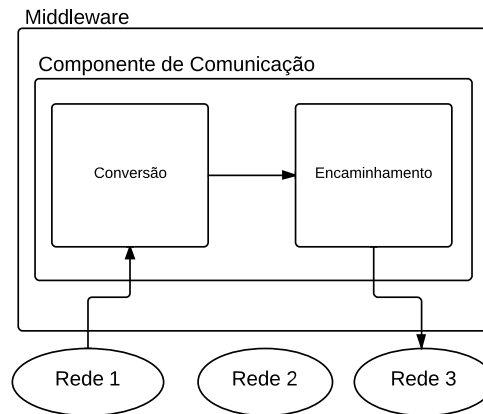 Middleware
Componente de Comunicação
Conversão
Encaminhamento
Rede 1
Rede 2
Rede 3